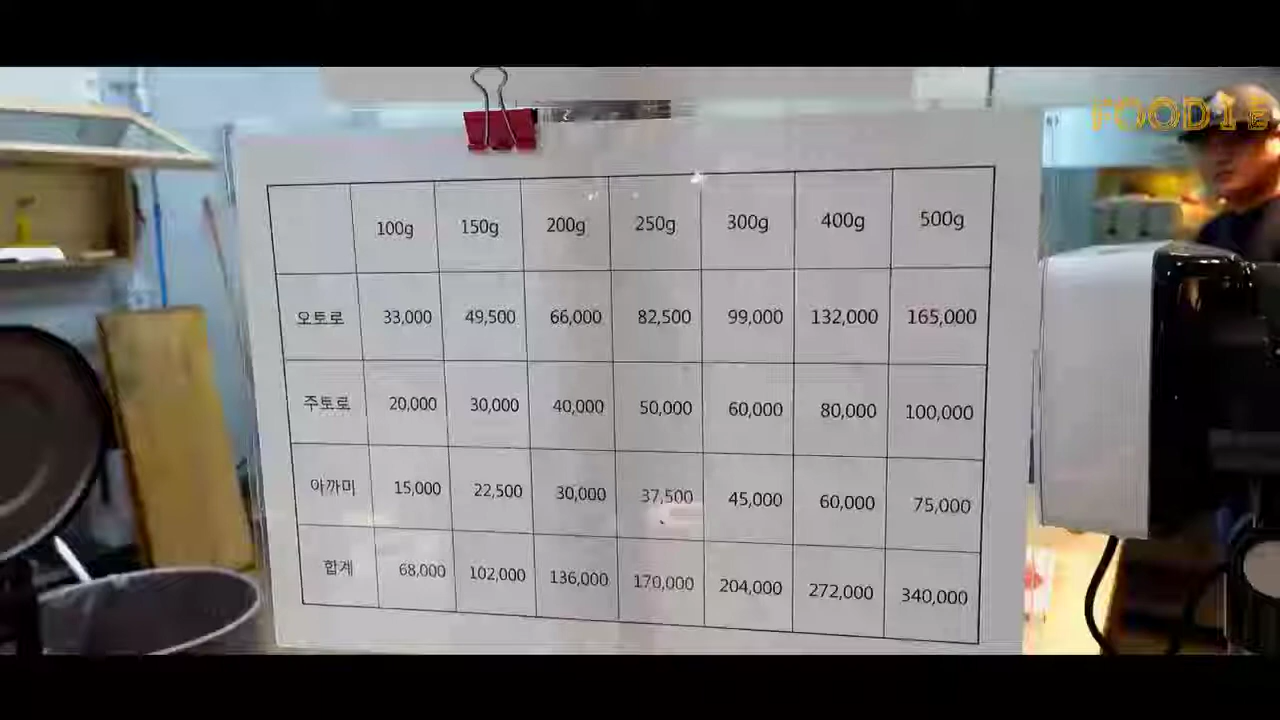 FOODIE
100g 150g 200g 250g 300g 400g 500g
오토로 33,000 49,500 66,000 82,500 99,000 132,000 165,000
주토로 20,000 30,000 40,000 50,000 60,000 80,000 100,000
아까미 15,000 22,500 30,000 37,500 45,000 60,000 75,000
합계 68,000 102,000 136,000 170,000 204,000 272,000 340,000